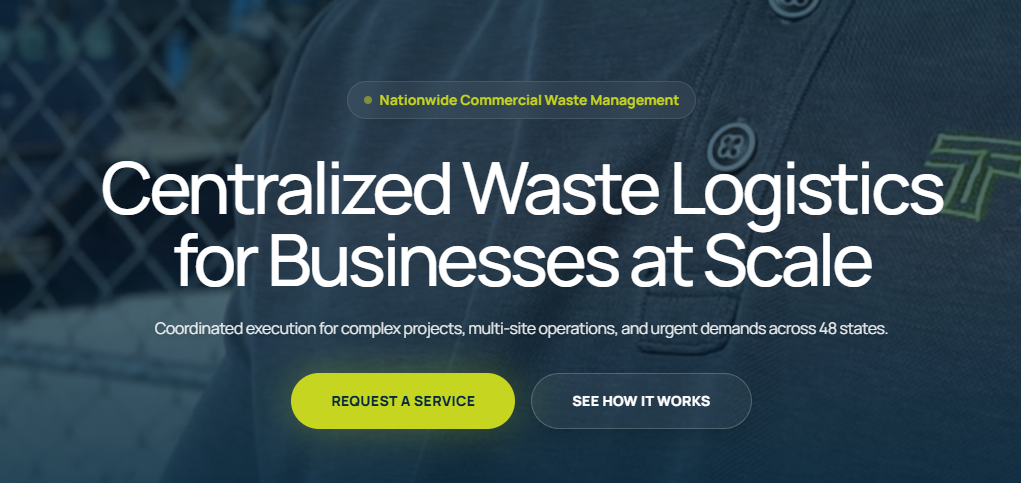 Nationwide Commercial Waste Management
Centralized Waste Logistics
for Businesses at Scale
Coordinated execution for complex projects, multi-site operations, and urgent demands across 48 states.
REQUEST A SERVICE
SEE HOW IT WORKS